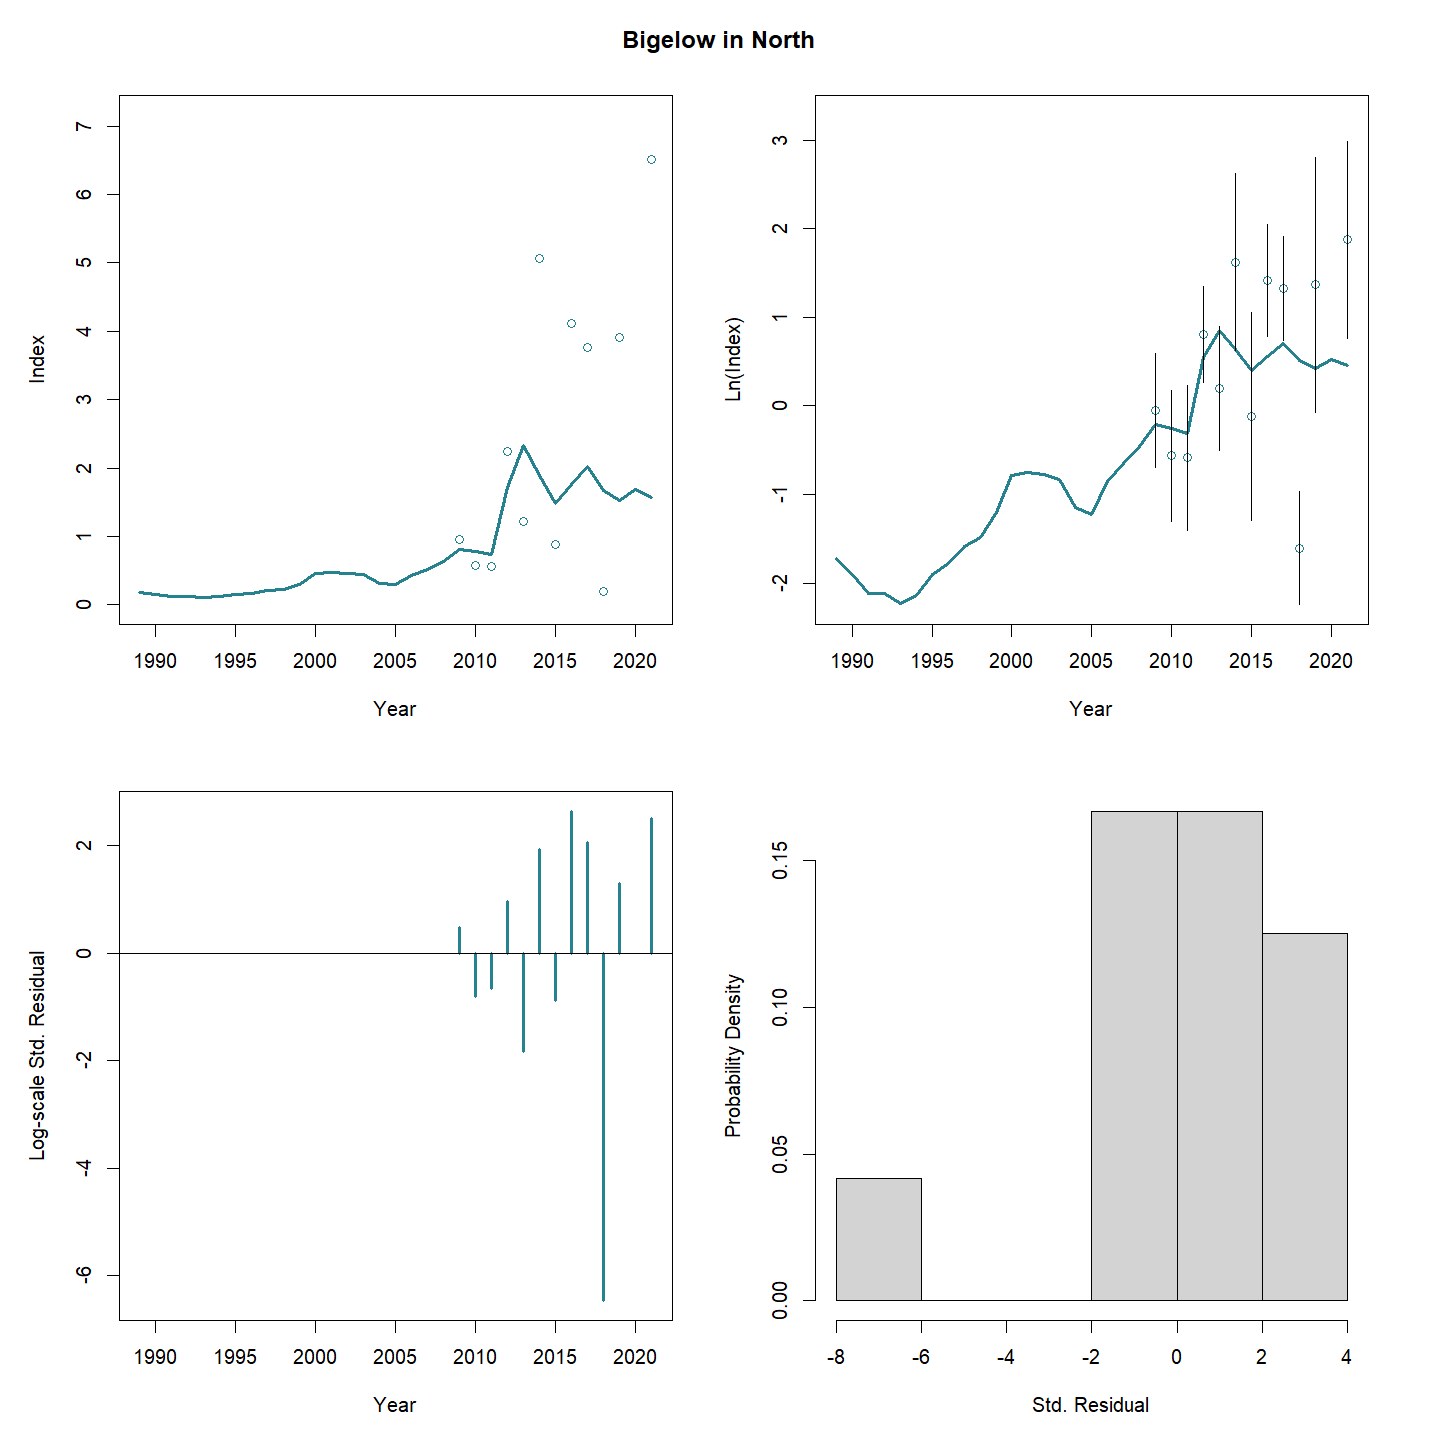 Bigelow in North
Index
0 1 2 3 4 5 6 7
1990 1995 2000 2005 2010 2015 2020
Year
Ln(Index)
-2 -1 0 1 2 3
1990 1995 2000 2005 2010 2015 2020
Year
Log-scale Std. Residual
-6 -4 -2 0 2
1990 1995 2000 2005 2010 2015 2020
Year
Probability Density
0.00 0.05 0.10 0.15
-8 -6 -4 -2 0 2 4
Std. Residual